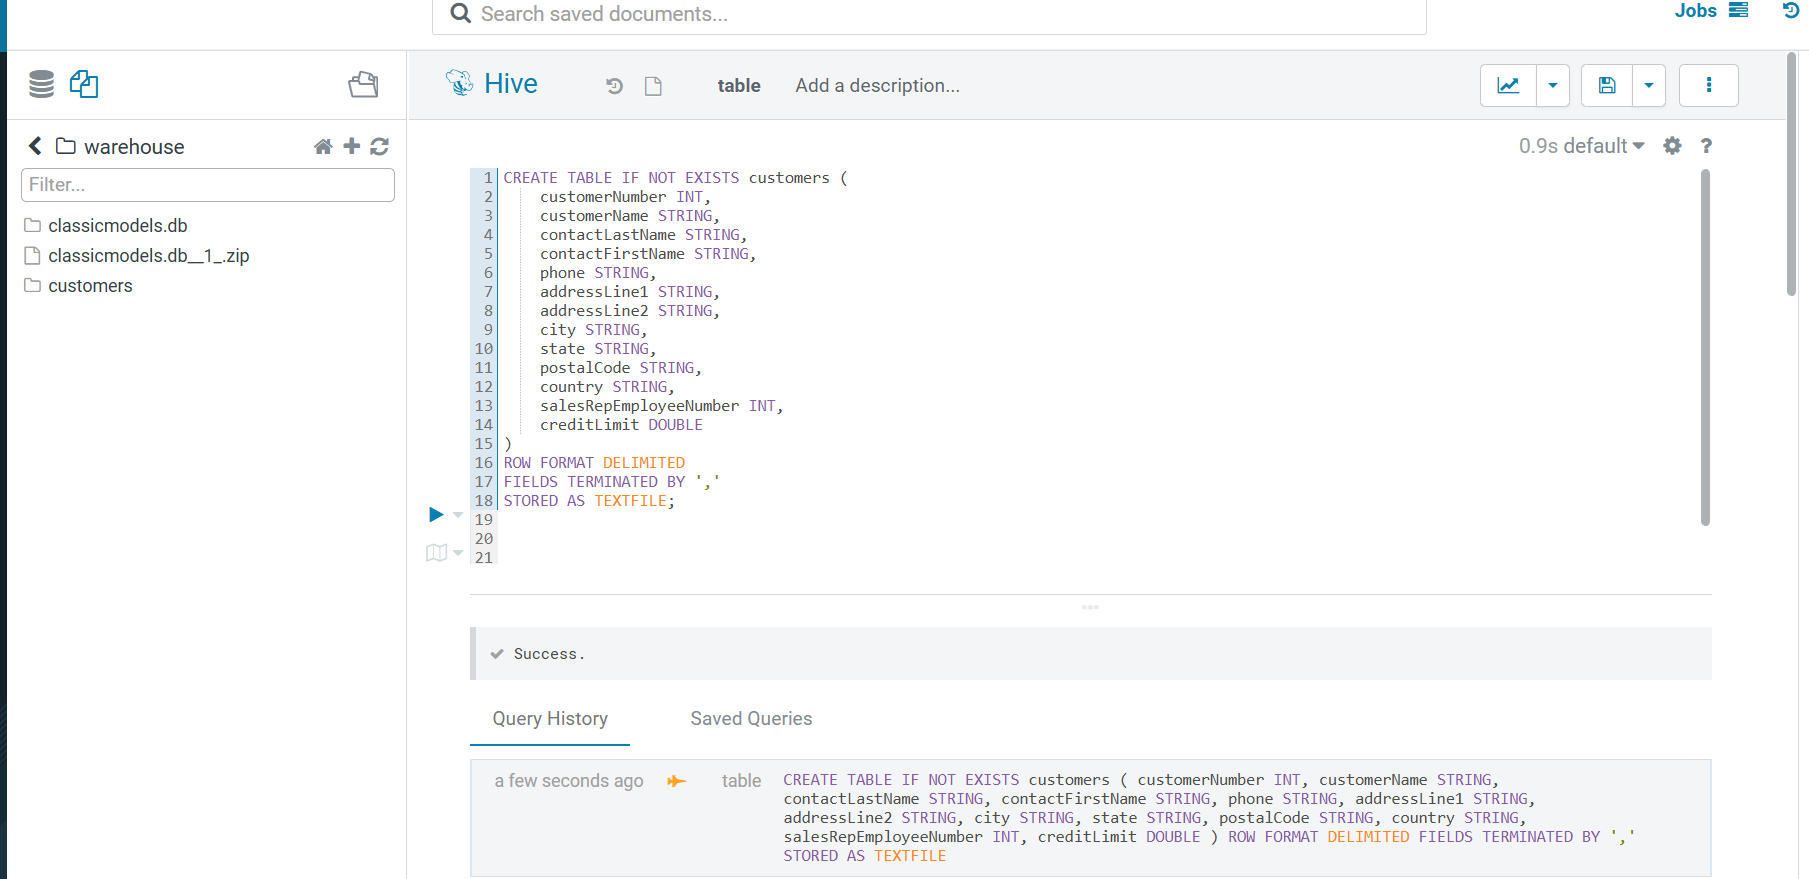 Search saved documents...
Jobs
Hive
table
Add a description...
warehouse
0.9s default
?
Filter...
classicmodels.db
classicmodels.db__1_.zip
customers
1 CREATE TABLE IF NOT EXISTS customers (
2 customerNumber INT,
3 customerName STRING,
4 contactLastName STRING,
5 contactFirstName STRING,
6 phone STRING,
7 addressLine1 STRING,
8 addressLine2 STRING,
9 city STRING,
10 state STRING,
11 postalCode STRING,
12 country STRING,
13 salesRepEmployeeNumber INT,
14 creditLimit DOUBLE
15 )
16 ROW FORMAT DELIMITED
17 FIELDS TERMINATED BY ','
18 STORED AS TEXTFILE;
19
20
21
Success.
Query History
Saved Queries
a few seconds ago
table
CREATE TABLE IF NOT EXISTS customers ( customerNumber INT, customerName STRING,
contactLastName STRING, contactFirstName STRING, phone STRING, addressLine1 STRING,
addressLine2 STRING, city STRING, state STRING, postalCode STRING, country STRING,
salesRepEmployeeNumber INT, creditLimit DOUBLE ) ROW FORMAT DELIMITED FIELDS TERMINATED BY ','
STORED AS TEXTFILE